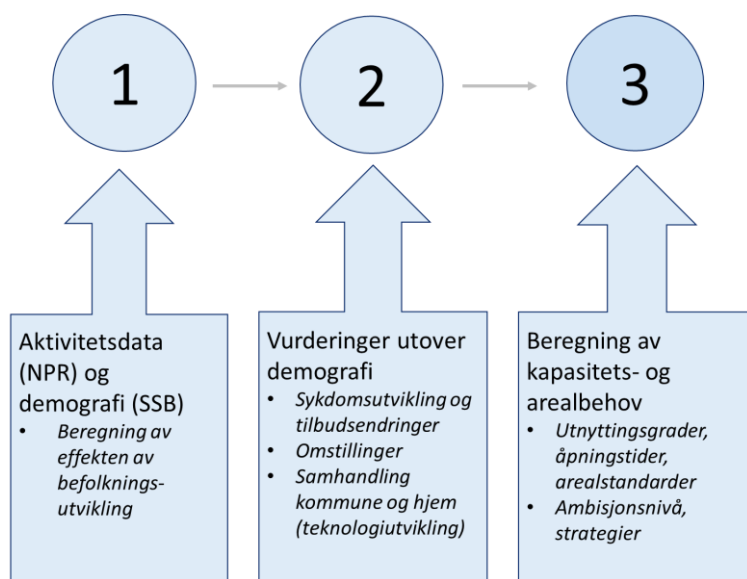 1
2
3
Aktivitetsdata
(NPR) og
demografi (SSB)
• Beregning av
effekten av
befolknings-
utvikling
Vurderinger utover
demografi
• Sykdomsutvikling og
tilbudsendringer
• Omstillinger
• Samhandling
kommune og hjem
(teknologiutvikling)
Beregning av
kapasitets- og
arealbehov
• Utnyttingsgrader,
åpningstider,
arealstandarder
• Ambisjonsnivå,
strategier